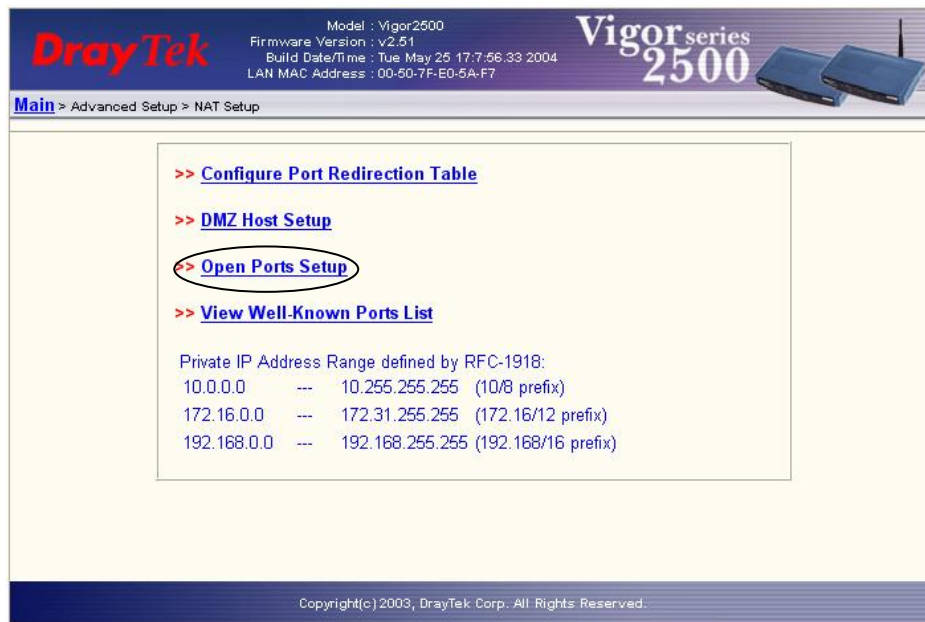 DrayTek
Model : Vigor2500
Firmware Version : v2.51
Build Date/Time : Tue May 25 17:7:56.33 2004
LAN MAC Address : 00-50-7F-E0-5A-F7
Vigor series
2500
Main > Advanced Setup > NAT Setup
>> Configure Port Redirection Table
>> DMZ Host Setup
>> Open Ports Setup
>> View Well-Known Ports List
Private IP Address Range defined by RFC-1918:
10.0.0.0 --- 10.255.255.255 (10/8 prefix)
172.16.0.0 --- 172.31.255.255 (172.16/12 prefix)
192.168.0.0 --- 192.168.255.255 (192.168/16 prefix)
Copyright(c)2003, DrayTek Corp. All Rights Reserved.